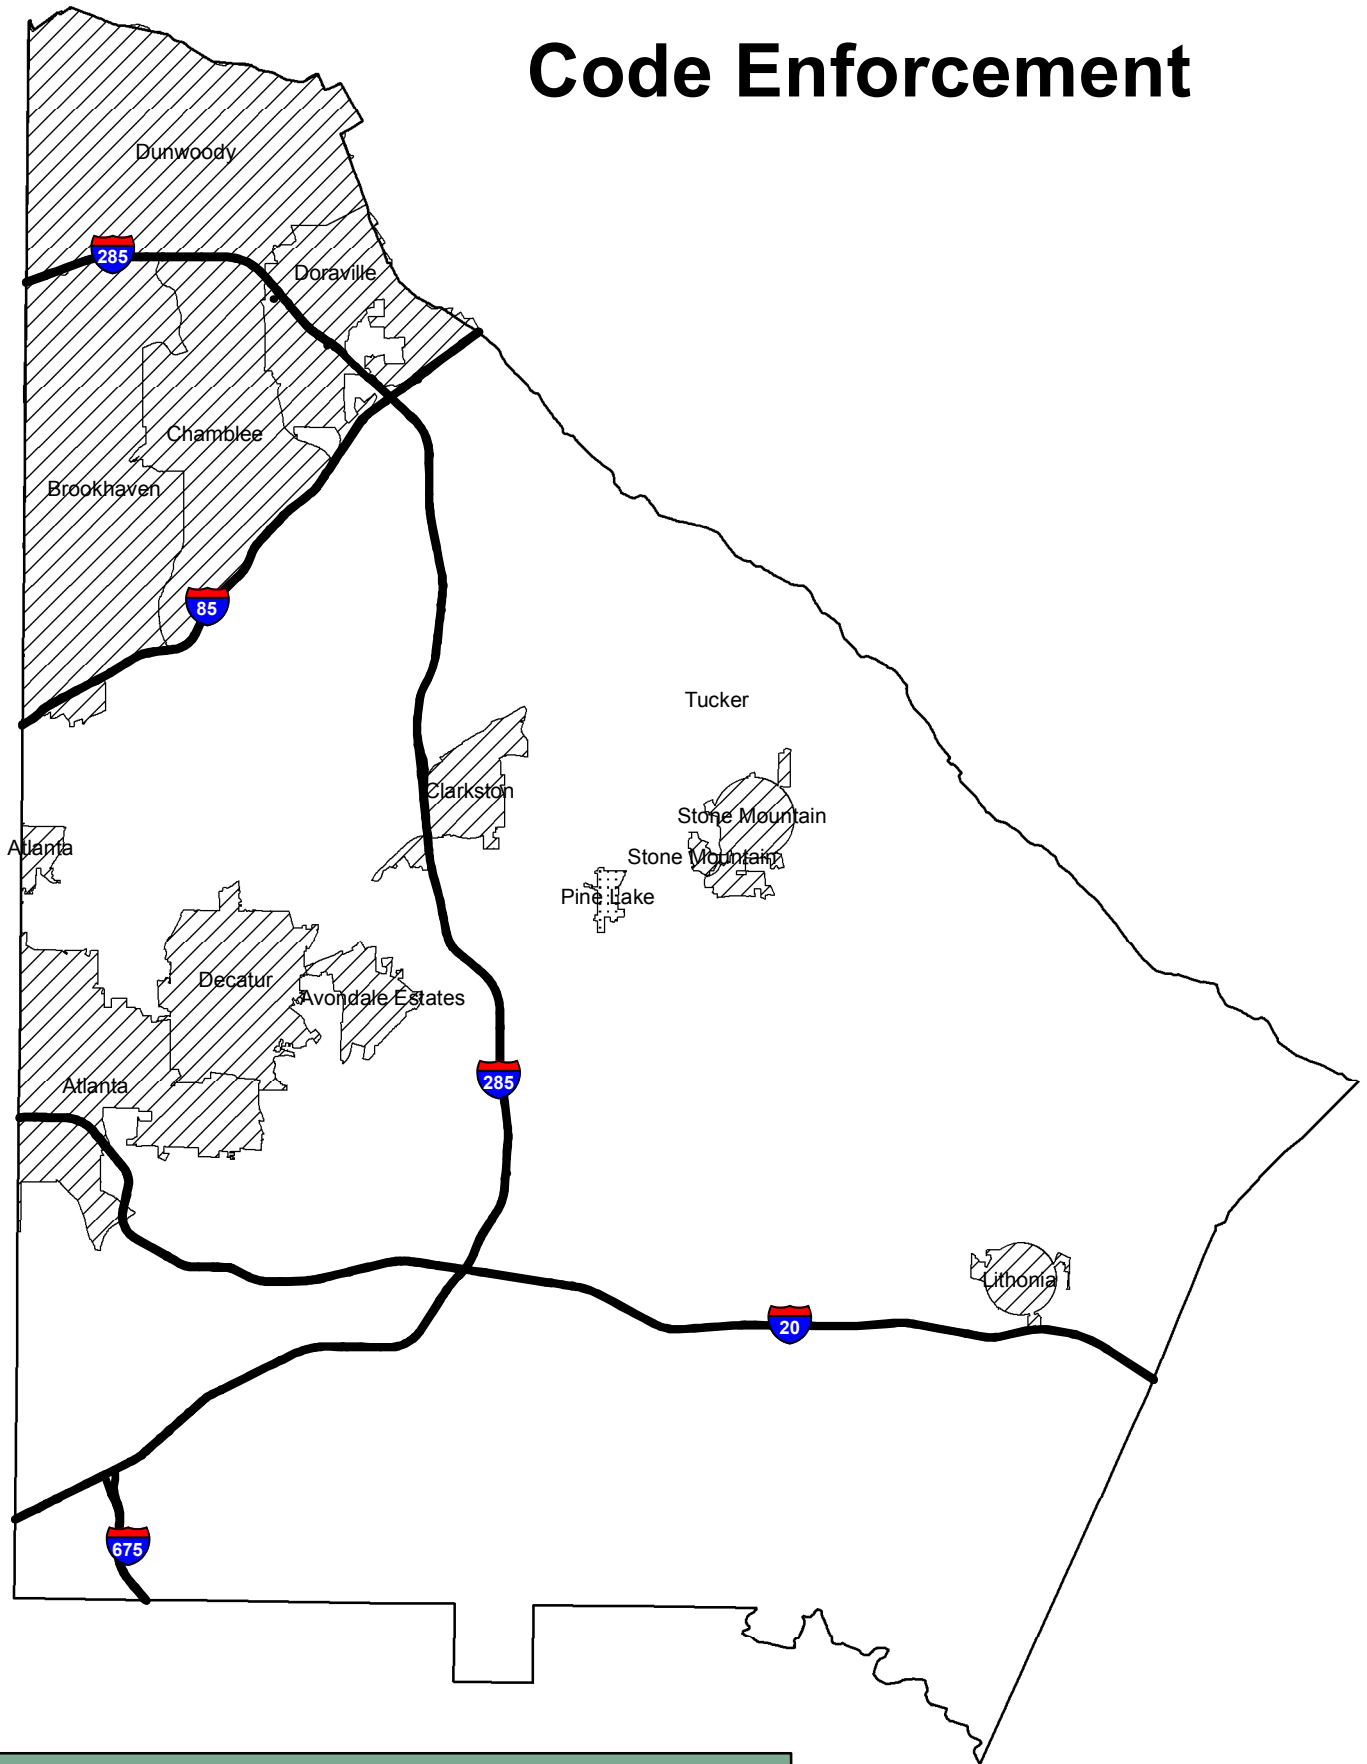 Code Enforcement
Dunwoody
285
Doraville
Chamblee
Brookhaven
85
Tucker
Clarkston
Stone Mountain
Atlanta
Stone Mountain
Pine Lake
Decatur
Avondale Estates
285
Atlanta
Lithonia
20
675